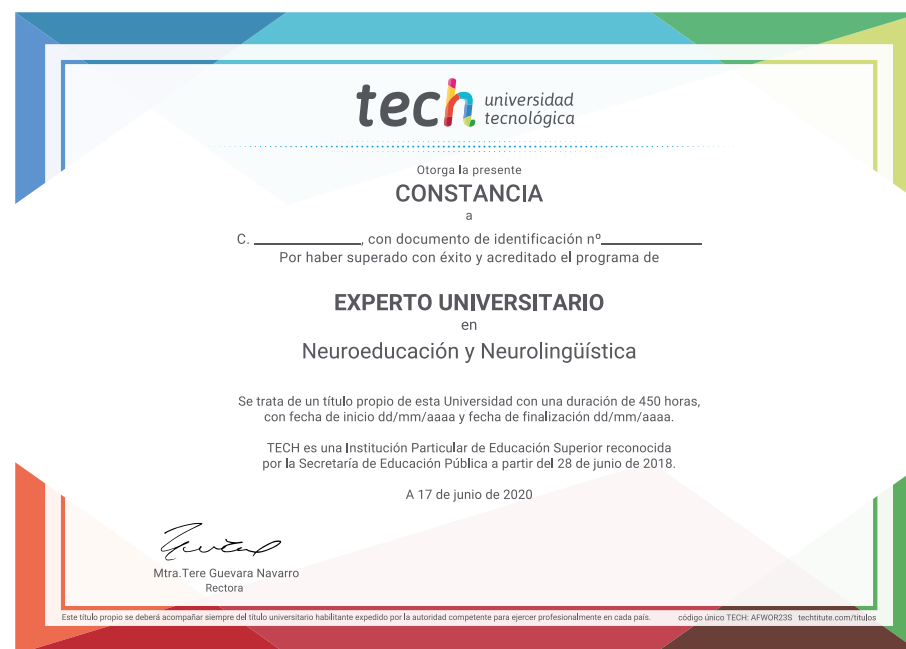 tech universidad
tecnológica
Otorga la presente
CONSTANCIA
a
C. ______________, con documento de identificación nº_____________
Por haber superado con éxito y acreditado el programa de
EXPERTO UNIVERSITARIO
en
Neuroeducación y Neurolingüística
Se trata de un título propio de esta Universidad con una duración de 450 horas,
con fecha de inicio dd/mm/aaaa y fecha de finalización dd/mm/aaaa.
TECH es una Institución Particular de Educación Superior reconocida
por la Secretaría de Educación Pública a partir del 28 de junio de 2018.
A 17 de junio de 2020
Mtra.Tere Guevara Navarro
Rectora
Este título propio se deberá acompañar siempre del título universitario habilitante expedido por la autoridad competente para ejercer profesionalmente en cada país. código único TECH: AFWOR23S techtitute.com/titulos